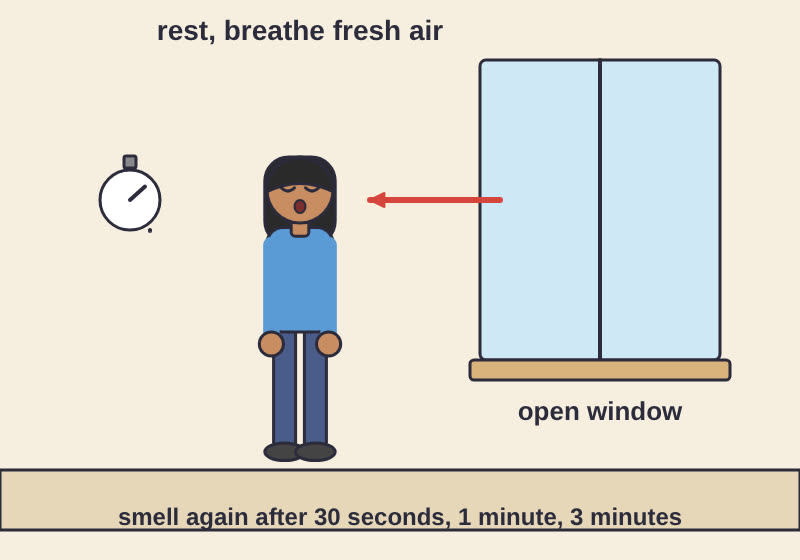 rest, breathe fresh air
open window
smell again after 30 seconds, 1 minute, 3 minutes